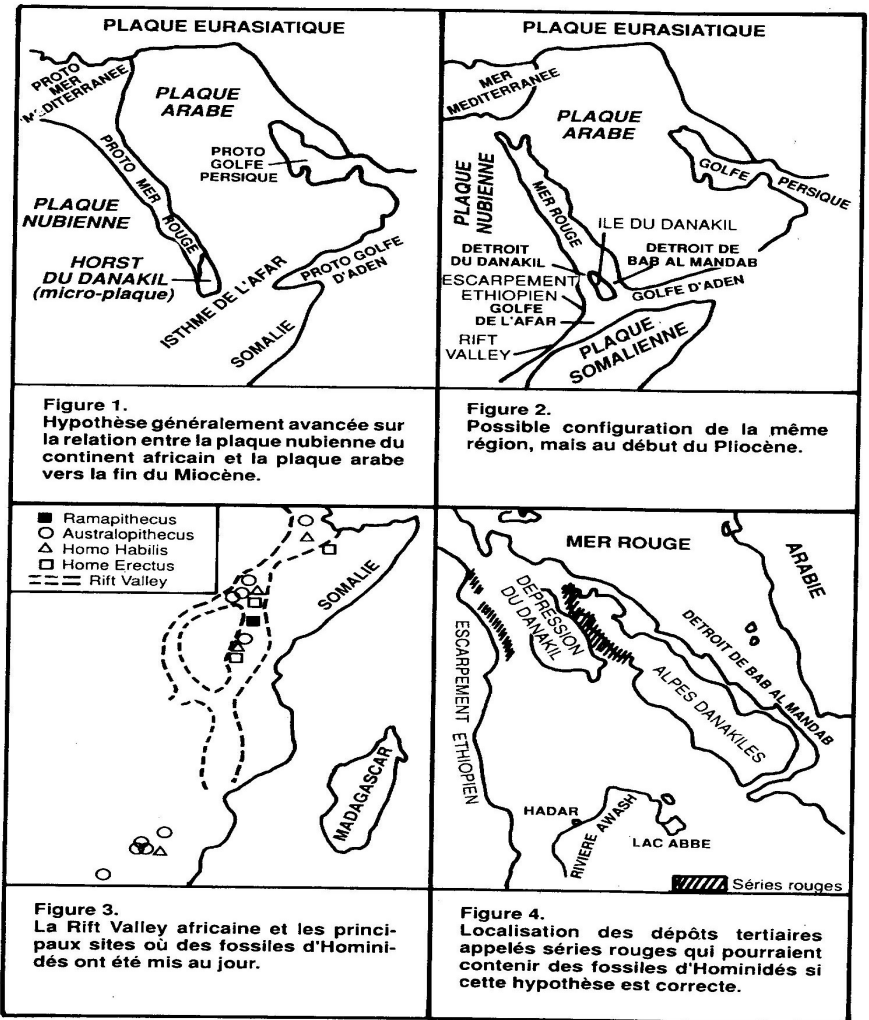 PLAQUE EURASIATIQUE
PROTO
MER
MEDITERRANEE
PLAQUE
ARABE
PROTO
GOLFE
PERSIQUE
PROTO MER ROUGE
PLAQUE
NUBIENNE
HORST
DU DANAKIL
(micro-plaque)
ISTHME DE L'AFAR
PROTO GOLFE
D'ADEN
SOMALIE
Figure 1.
Hypothèse généralement avancée sur
la relation entre la plaque nubienne du
continent africain et la plaque arabe
vers la fin du Miocène.
PLAQUE EURASIATIQUE
MER
MEDITERRANEE
PLAQUE
ARABE
PLAQUE
NUBIENNE
MER ROUGE
GOLFE PERSIQUE
ILE DU DANAKIL
DETROIT
DU DANAKIL
DETROIT DE
BAB AL MANDAB
ESCARPEMENT
ETHIOPIEN
GOLFE
DE L'AFAR
GOLFE D'ADEN
RIFT
VALLEY
PLAQUE
SOMALIENNE
Figure 2.
Possible configuration de la même
région, mais au début du Pliocène.
Ramapithecus
Australopithecus
Homo Habilis
Home Erectus
Rift Valley
SOMALIE
MADAGASCAR
Figure 3.
La Rift Valley africaine et les princi-
paux sites où des fossiles d'Homini-
dés ont été mis au jour.
MER ROUGE
ARABIE
DEPRESSION
DU DANAKIL
ESCARPEMENT ETHIOPIEN
DETROIT DE BAB AL MANDAB
ALPES DANAKILES
HADAR
RIVIERE AWASH
LAC ABBE
Séries rouges
Figure 4.
Localisation des dépôts tertiaires
appelés séries rouges qui pourraient
contenir des fossiles d'Hominidés si
cette hypothèse est correcte.